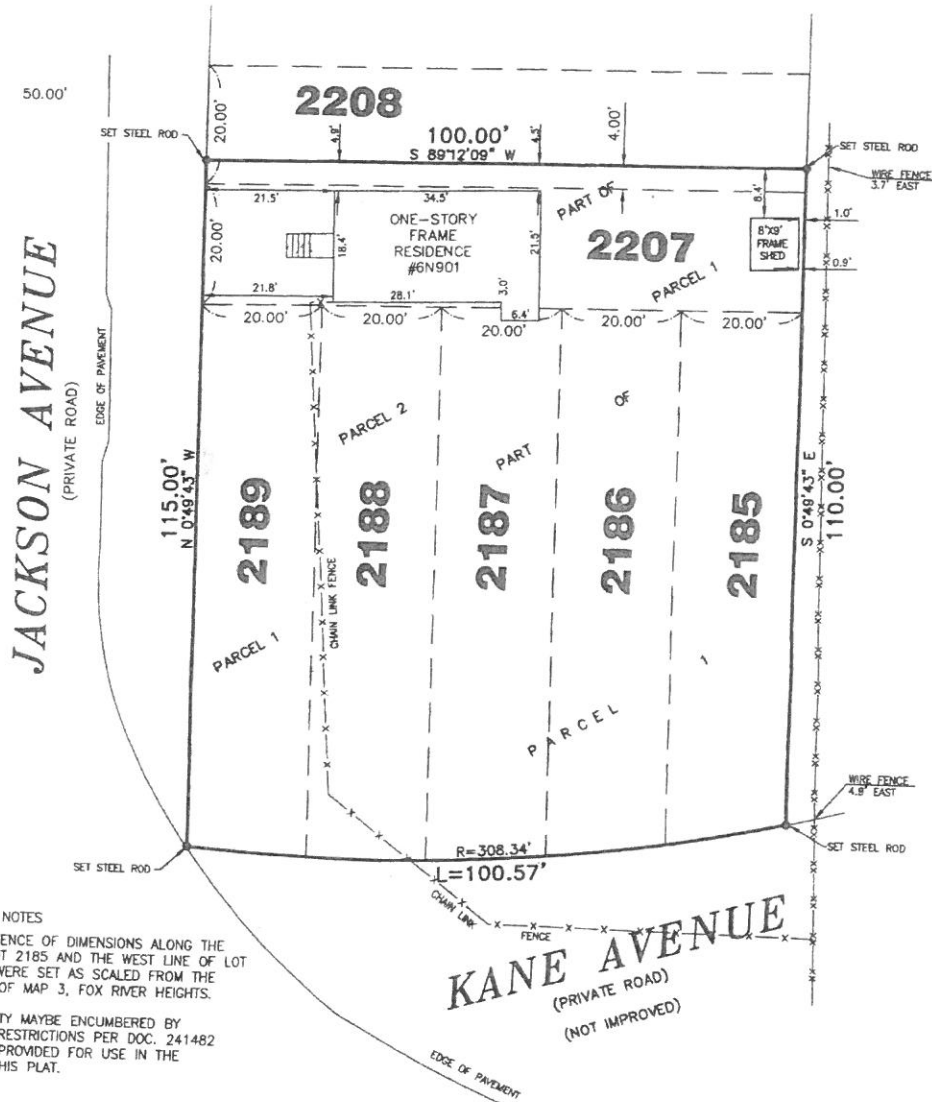 50.00'
20.00'
2208
SET STEEL ROD
4.9'
100.00'
S 89°12'09" W
4.5'
4.00'
SET STEEL ROD
WIRE FENCE
3.7' EAST
21.5'
34.5'
PART OF
8.4'
1.0'
20.00'
ONE-STORY
FRAME
RESIDENCE
#6N901
18.4'
21.5'
2207
8'X9'
FRAME
SHED
0.9'
PARCEL 1
21.8'
28.1'
3.0'
6.4'
20.00'
20.00'
20.00'
20.00'
20.00'
JACKSON AVENUE
(PRIVATE ROAD)
EDGE OF PAVEMENT
115.00'
N 0°49'43" W
PARCEL 2
PART
OF
S 0°49'43" E
110.00'
2189
2188
2187
2186
2185
CHAIN LINK FENCE
PARCEL 1
PARCEL
1
WIRE FENCE
4.9' EAST
SET STEEL ROD
SET STEEL ROD
R=308.34'
L=100.57'
CHAIN LINK
FENCE
KANE AVENUE
(PRIVATE ROAD)
(NOT IMPROVED)
EDGE OF PAVEMENT
NOTES
ENCE OF DIMENSIONS ALONG THE
T 2185 AND THE WEST LINE OF LOT
WERE SET AS SCALED FROM THE
OF MAP 3, FOX RIVER HEIGHTS.
TY MAYBE ENCUMBERED BY
RESTRICTIONS PER DOC. 241482
PROVIDED FOR USE IN THE
HIS PLAT.